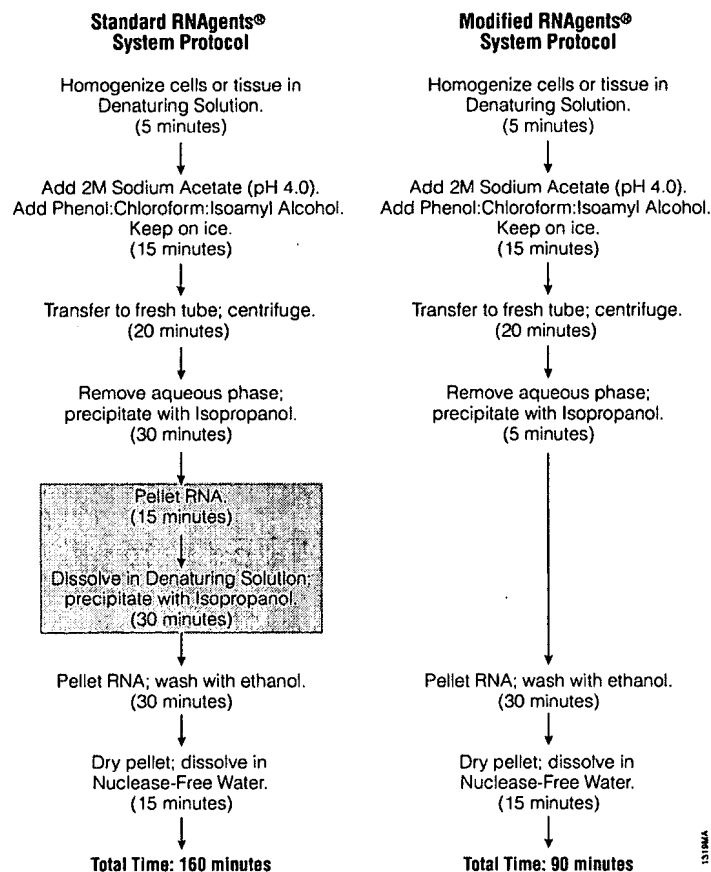 Standard RNAgents®
System Protocol
Homogenize cells or tissue in
Denaturing Solution.
(5 minutes)
Add 2M Sodium Acetate (pH 4.0).
Add Phenol:Chloroform:Isoamyl Alcohol.
Keep on ice.
(15 minutes)
Transfer to fresh tube; centrifuge.
(20 minutes)
Remove aqueous phase;
precipitate with Isopropanol.
(30 minutes)
Pellet RNA.
(15 minutes)
Dissolve in Denaturing Solution;
precipitate with Isopropanol.
(30 minutes)
Pellet RNA; wash with ethanol.
(30 minutes)
Dry pellet; dissolve in
Nuclease-Free Water.
(15 minutes)
Total Time: 160 minutes
Modified RNAgents®
System Protocol
Homogenize cells or tissue in
Denaturing Solution.
(5 minutes)
Add 2M Sodium Acetate (pH 4.0).
Add Phenol:Chloroform:Isoamyl Alcohol.
Keep on ice.
(15 minutes)
Transfer to fresh tube; centrifuge.
(20 minutes)
Remove aqueous phase;
precipitate with Isopropanol.
(5 minutes)
Pellet RNA; wash with ethanol.
(30 minutes)
Dry pellet; dissolve in
Nuclease-Free Water.
(15 minutes)
Total Time: 90 minutes
1319MA